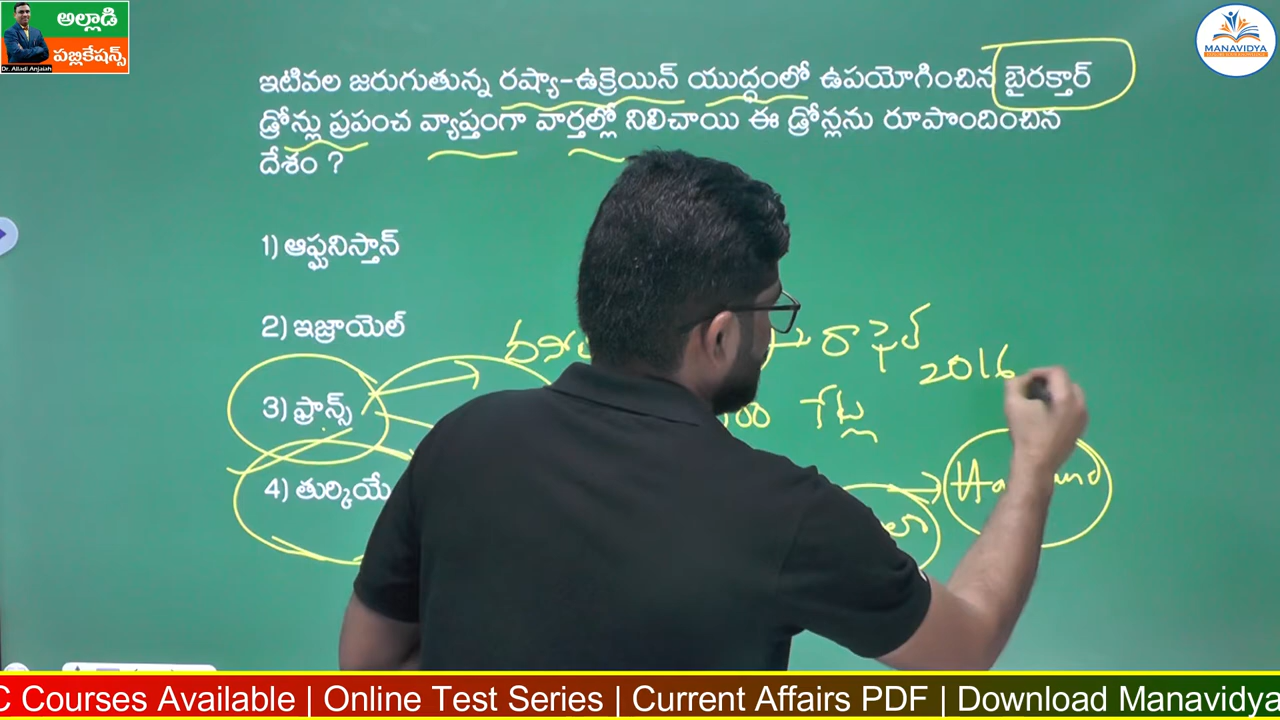 అల్లాడి
పబ్లికేషన్స్
Dr. Alladi Anjaiah
MANAVIDYA
ఇటివల జరుగుతున్న రష్యా-ఉక్రెయిన్ యుద్ధంలో ఉపయోగించిన బైరక్తార్
డ్రోన్లు ప్రపంచ వ్యాప్తంగా వార్తల్లో నిలిచాయి ఈ డ్రోన్లను రూపొందించిన
దేశం ?
1) ఆఫ్ఘనిస్తాన్
2) ఇజ్రాయెల్
రాఫెల్
2016
3) ఫ్రాన్స్
4) తుర్కియే
C Courses Available | Online Test Series | Current Affairs PDF | Download Manavidya